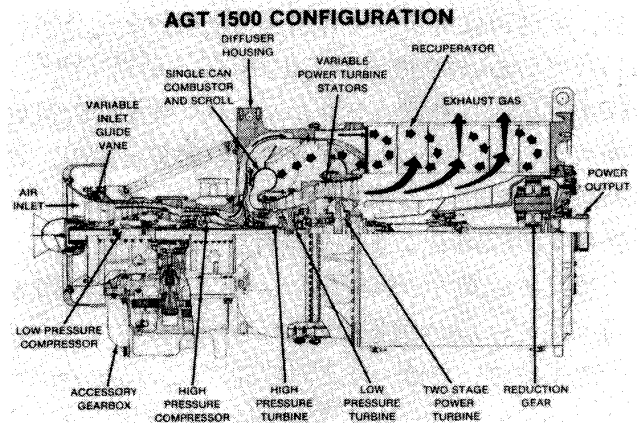 AGT 1500 CONFIGURATION
DIFFUSER
HOUSING
RECUPERATOR
SINGLE CAN
COMBUSTOR
AND SCROLL
VARIABLE
POWER TURBINE
STATORS
EXHAUST GAS
VARIABLE
INLET
GUIDE
VANE
AIR
INLET
POWER
OUTPUT
LOW PRESSURE
COMPRESSOR
ACCESSORY
GEARBOX
HIGH
PRESSURE
COMPRESSOR
HIGH
PRESSURE
TURBINE
LOW
PRESSURE
TURBINE
TWO STAGE
POWER
TURBINE
REDUCTION
GEAR